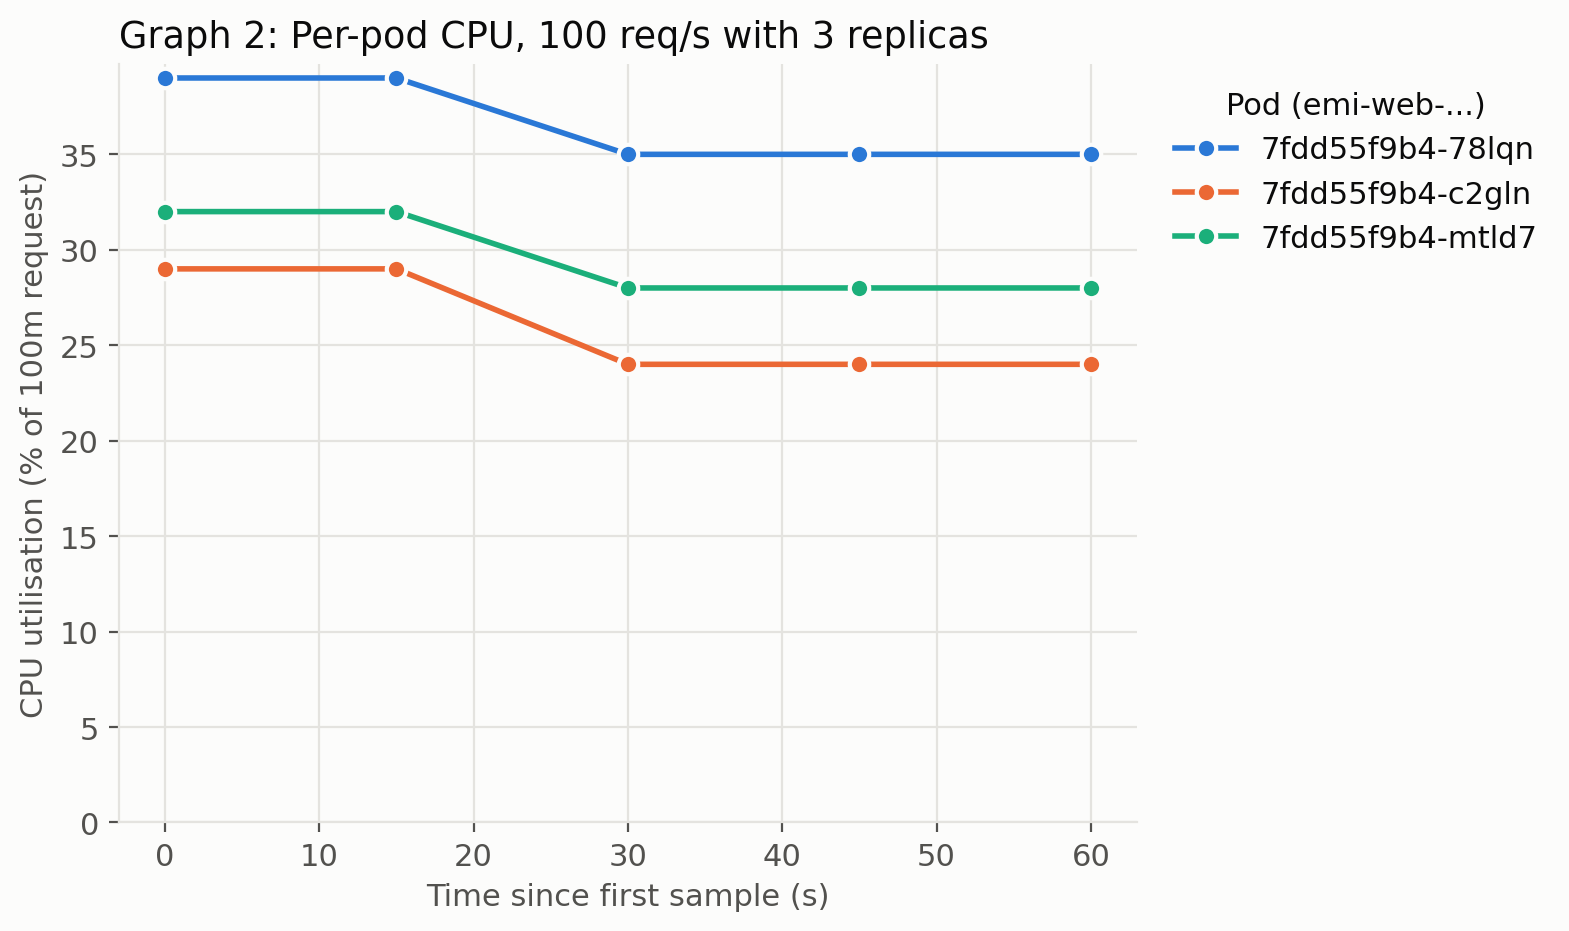 Graph 2: Per-pod CPU, 100 req/s with 3 replicas
Pod (emi-web-...)
7fdd55f9b4-78lqn
7fdd55f9b4-c2gln
7fdd55f9b4-mtld7
CPU utilisation (% of 100m request)
35
30
25
20
15
10
5
0
0 10 20 30 40 50 60
Time since first sample (s)